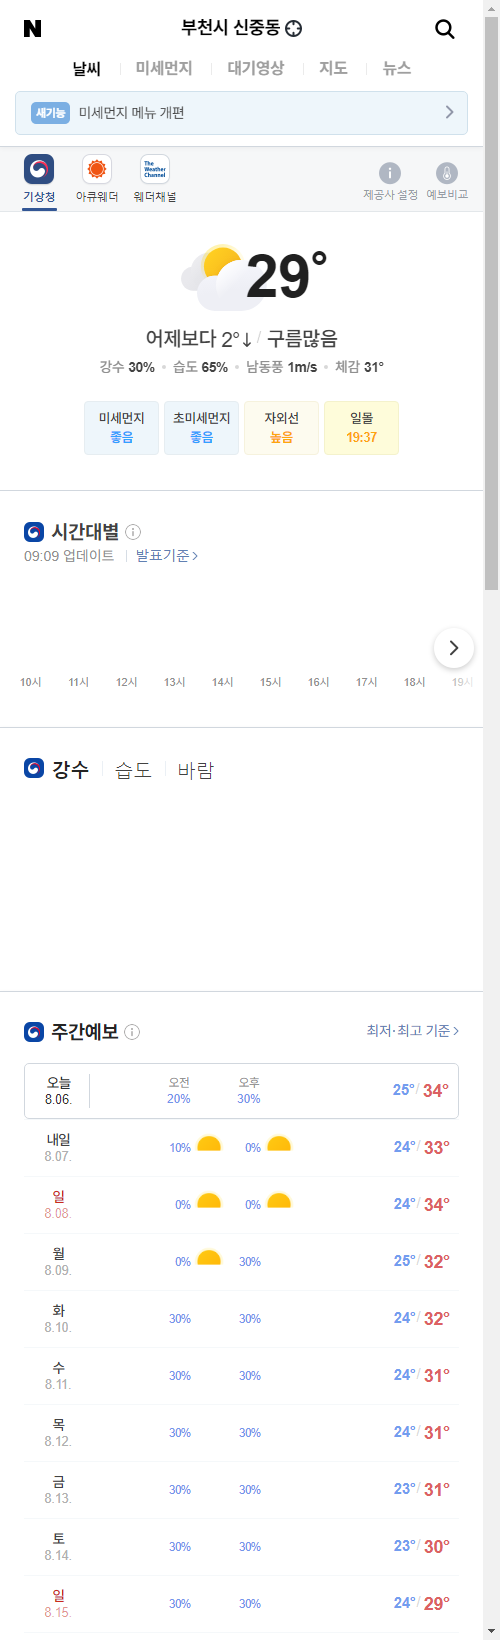 N 부천시 신중동
날씨 미세먼지 대기영상 지도 뉴스
새기능 미세먼지 메뉴 개편
The Weather Channel
기상청 아큐웨더 웨더채널 제공사 설정 예보비교
29°
어제보다 2°↓ / 구름많음
강수 30% • 습도 65% • 남동풍 1m/s • 체감 31°
미세먼지 초미세먼지 자외선 일몰
좋음 좋음 높음 19:37
시간대별
09:09 업데이트 발표기준 >
10시 11시 12시 13시 14시 15시 16시 17시 18시 19시
강수 습도 바람
주간예보 최저·최고 기준 >
오늘 오전 오후
8.06. 20% 30% 25° / 34°
내일
8.07. 10% 0% 24° / 33°
일
8.08. 0% 0% 24° / 34°
월
8.09. 0% 30% 25° / 32°
화
8.10. 30% 30% 24° / 32°
수
8.11. 30% 30% 24° / 31°
목
8.12. 30% 30% 24° / 31°
금
8.13. 30% 30% 23° / 31°
토
8.14. 30% 30% 23° / 30°
일
8.15. 30% 30% 24° / 29°